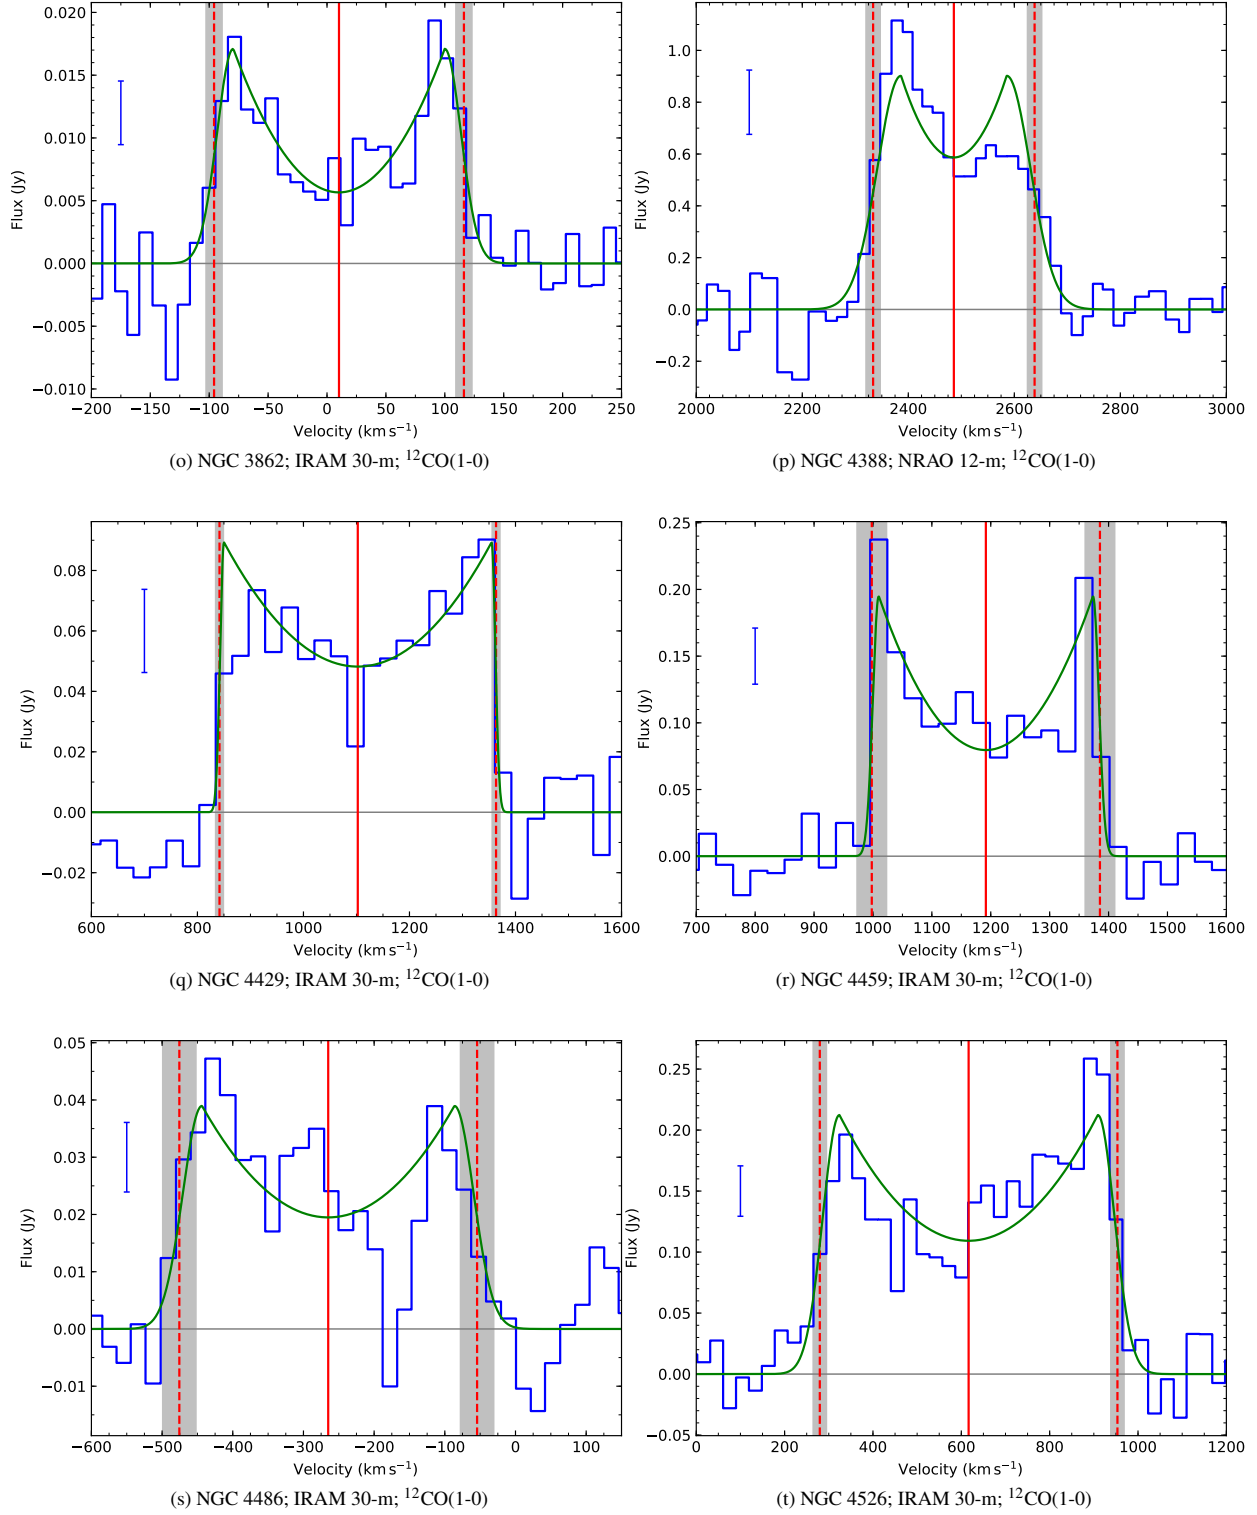 0.020
0.015
0.010
0.005
0.000
−0.005
−0.010
Flux (Jy)
−200 −150 −100 −50 0 50 100 150 200 250
Velocity (km s⁻¹)
(o) NGC 3862; IRAM 30-m; ¹²CO(1-0)
1.0
0.8
0.6
0.4
0.2
0.0
−0.2
Flux (Jy)
2000 2200 2400 2600 2800 3000
Velocity (km s⁻¹)
(p) NGC 4388; NRAO 12-m; ¹²CO(1-0)
0.08
0.06
0.04
0.02
0.00
−0.02
Flux (Jy)
600 800 1000 1200 1400 1600
Velocity (km s⁻¹)
(q) NGC 4429; IRAM 30-m; ¹²CO(1-0)
0.25
0.20
0.15
0.10
0.05
0.00
Flux (Jy)
700 800 900 1000 1100 1200 1300 1400 1500 1600
Velocity (km s⁻¹)
(r) NGC 4459; IRAM 30-m; ¹²CO(1-0)
0.05
0.04
0.03
0.02
0.01
0.00
−0.01
Flux (Jy)
−600 −500 −400 −300 −200 −100 0 100
Velocity (km s⁻¹)
(s) NGC 4486; IRAM 30-m; ¹²CO(1-0)
0.25
0.20
0.15
0.10
0.05
0.00
−0.05
Flux (Jy)
0 200 400 600 800 1000 1200
Velocity (km s⁻¹)
(t) NGC 4526; IRAM 30-m; ¹²CO(1-0)